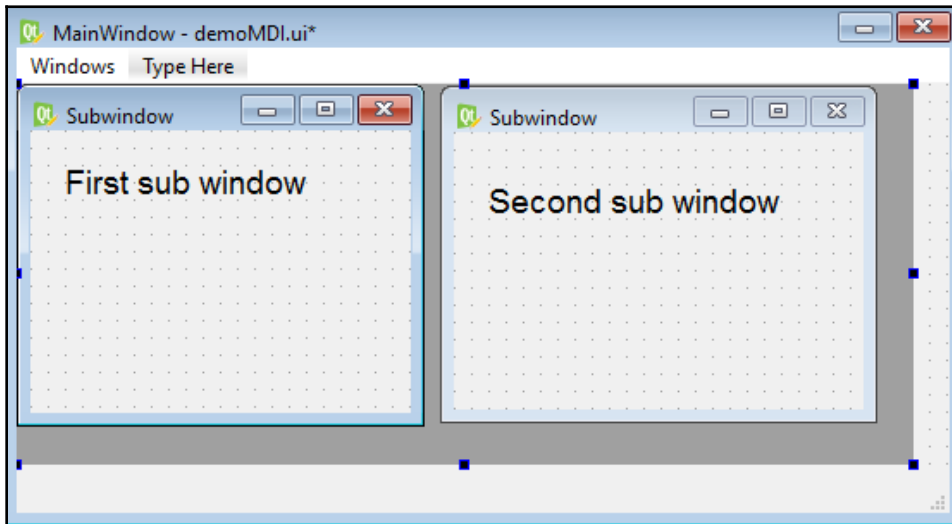 MainWindow - demoMDI.ui*
Windows Type Here
Subwindow
First sub window
Subwindow
Second sub window